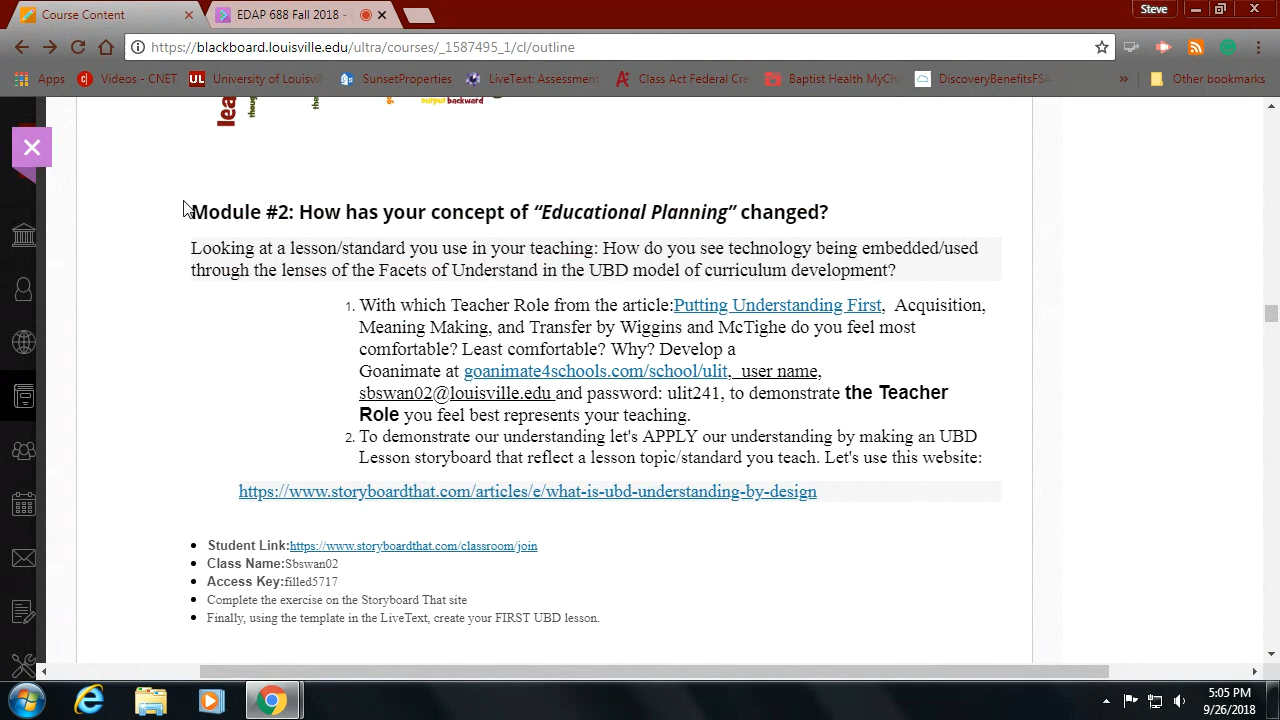 Course Content
EDAP 688 Fall 2018 -
Steve
https://blackboard.louisville.edu/ultra/courses/_1587495_1/cl/outline
Apps
Videos - CNET
UL University of Louisvil
SunsetProperties
LiveText: Assessment
Class Act Federal Cre
Baptist Health MyCh
DiscoveryBenefitsFSA
Other bookmarks
output backward
Module #2: How has your concept of “Educational Planning” changed?
Looking at a lesson/standard you use in your teaching: How do you see technology being embedded/used
through the lenses of the Facets of Understand in the UBD model of curriculum development?
1. With which Teacher Role from the article:Putting Understanding First, Acquisition,
Meaning Making, and Transfer by Wiggins and McTighe do you feel most
comfortable? Least comfortable? Why? Develop a
Goanimate at goanimate4schools.com/school/ulit, user name,
sbswan02@louisville.edu and password: ulit241, to demonstrate the Teacher
Role you feel best represents your teaching.
2. To demonstrate our understanding let's APPLY our understanding by making an UBD
Lesson storyboard that reflect a lesson topic/standard you teach. Let's use this website:
https://www.storyboardthat.com/articles/e/what-is-ubd-understanding-by-design
• Student Link:https://www.storyboardthat.com/classroom/join
• Class Name:Sbswan02
• Access Key:filled5717
• Complete the exercise on the Storyboard That site
• Finally, using the template in the LiveText, create your FIRST UBD lesson.
5:05 PM
9/26/2018